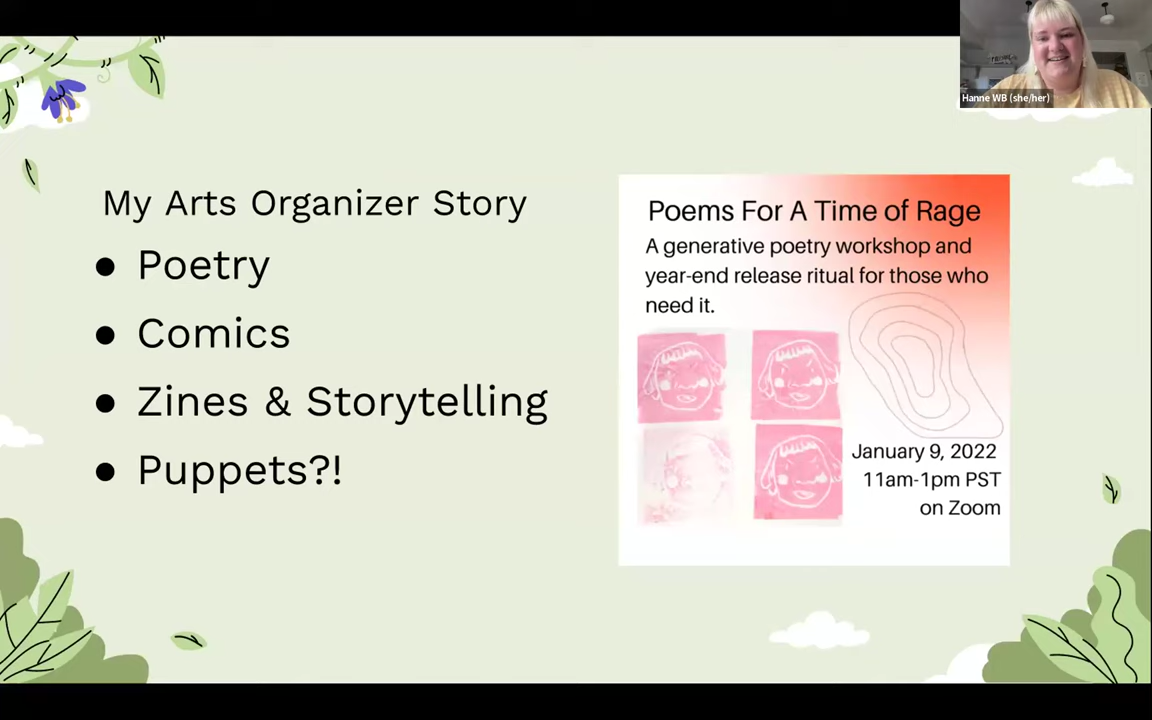 Hanne WB (she/her)
My Arts Organizer Story
● Poetry
● Comics
● Zines & Storytelling
● Puppets?!
Poems For A Time of Rage
A generative poetry workshop and
year-end release ritual for those who
need it.
January 9, 2022
11am-1pm PST
on Zoom